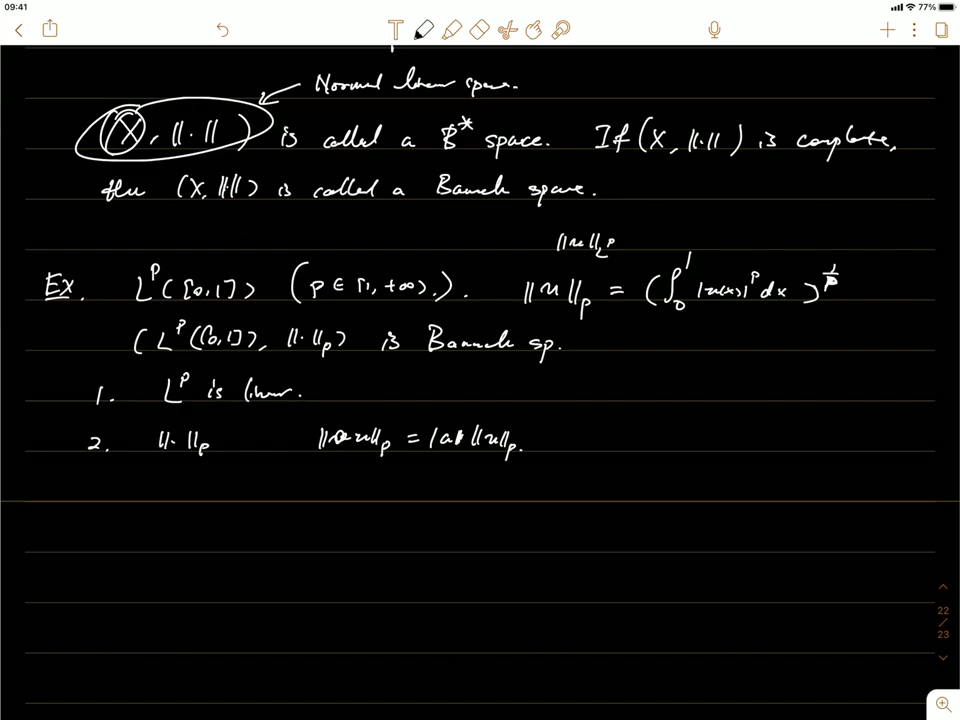 09:41
77%
T
Normal linear space.
(X, ||·||) is called a B* space. If (X, ||·||) is complete,
then (X, ||·||) is called a Banach space.
||u||_{L^p}
Ex. L^p([0,1]) (p ∈ [1, +∞).). ||u||_p = (∫_0^1 |u(x)|^p dx)^{1/p}
(L^p([0,1]), ||·||_p) is Banach sp.
1. L^p is linear.
2. ||·||_p ||au||_p = |a| ||u||_p.
22
/
23